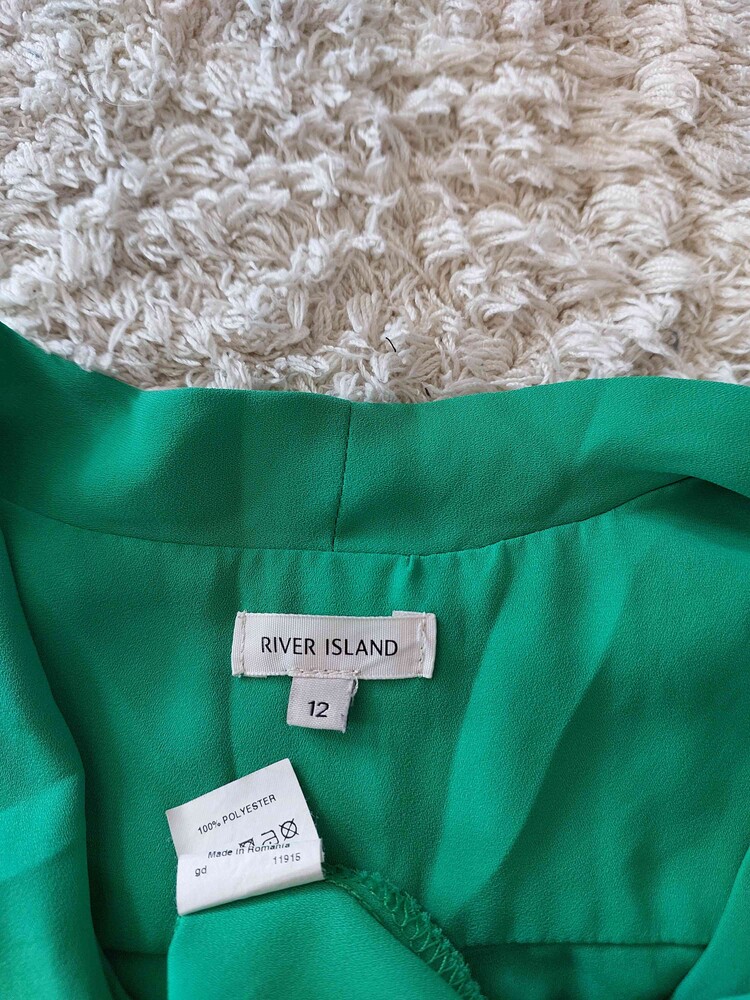 RIVER ISLAND
12
100% POLYESTER
Made in Romania
gd 11915